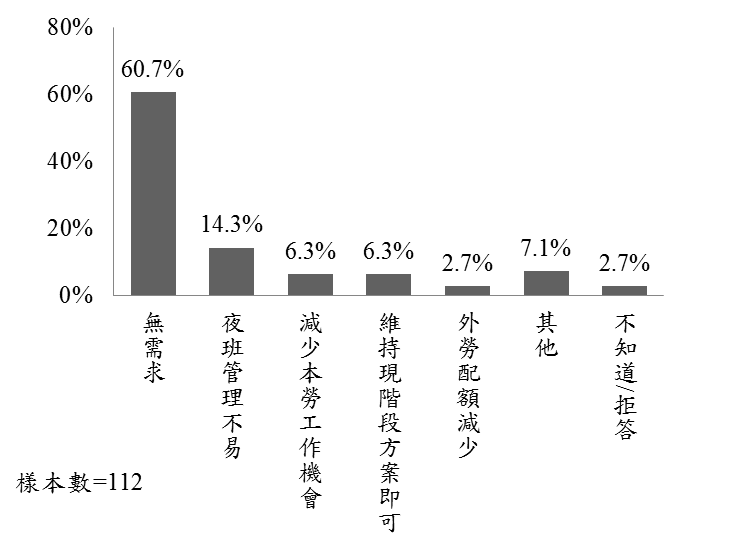 80%
60%
40%
20%
0%
60.7%
14.3%
6.3%
6.3%
2.7%
7.1%
2.7%
無需求
夜班管理不易
減少本勞工作機會
維持現階段方案即可
外勞配額減少
其他
不知道/拒答
樣本數=112